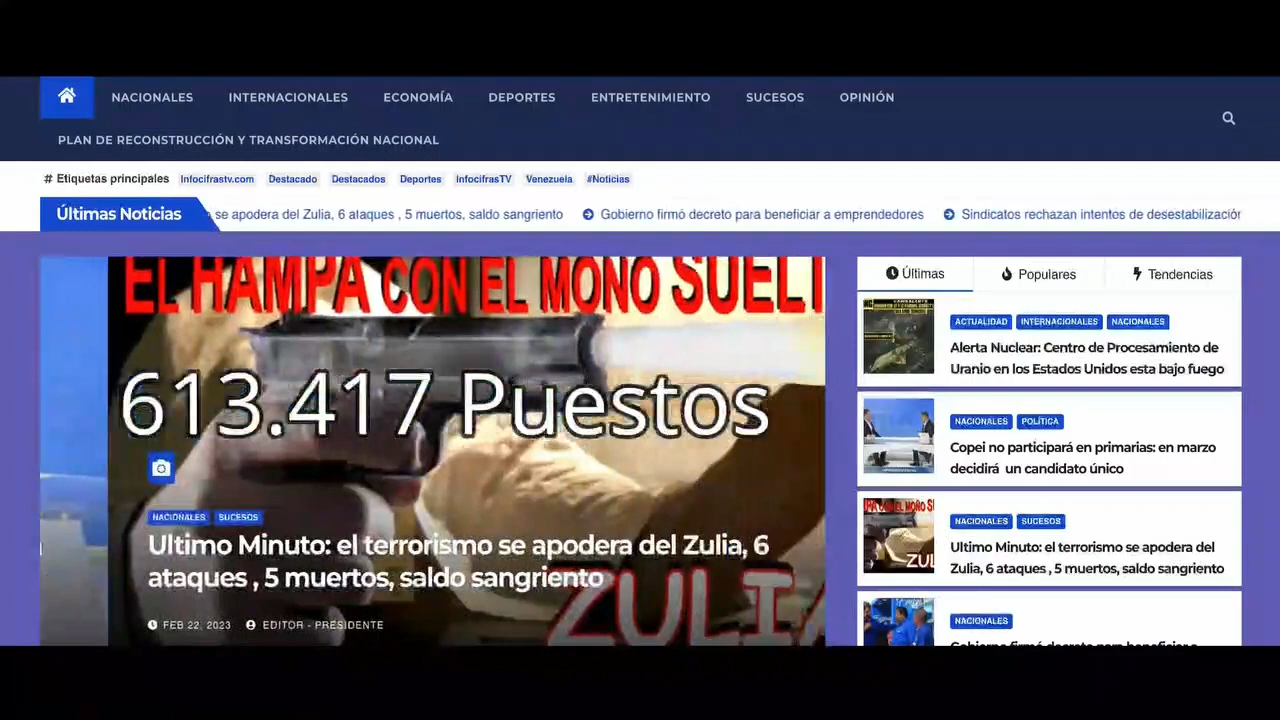 NACIONALES INTERNACIONALES ECONOMÍA DEPORTES ENTRETENIMIENTO SUCESOS OPINIÓN
PLAN DE RECONSTRUCCIÓN Y TRANSFORMACIÓN NACIONAL
# Etiquetas principales Infocifrastv.com Destacado Destacados Deportes InfocifrasTV Venezuela #Noticias
Últimas Noticias se apodera del Zulia, 6 ataques , 5 muertos, saldo sangriento Gobierno firmó decreto para beneficiar a emprendedores Sindicatos rechazan intentos de desestabilización
EL HAMPA CON EL MONO SUELT
613.417 Puestos
NACIONALES SUCESOS
Ultimo Minuto: el terrorismo se apodera del Zulia, 6
ataques , 5 muertos, saldo sangriento
ZULIA
FEB 22, 2023 EDITOR - PRESIDENTE
Últimas Populares Tendencias
ACTUALIDAD INTERNACIONALES NACIONALES
Alerta Nuclear: Centro de Procesamiento de
Uranio en los Estados Unidos esta bajo fuego
NACIONALES POLÍTICA
Copei no participará en primarias: en marzo
decidirá un candidato único
NACIONALES SUCESOS
Ultimo Minuto: el terrorismo se apodera del
Zulia, 6 ataques , 5 muertos, saldo sangriento
NACIONALES
Gobierno firmó decreto para beneficiar a